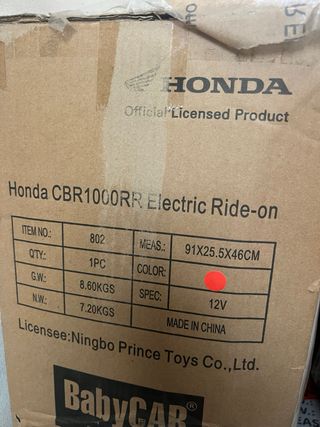 HONDA
Official Licensed Product
Honda CBR1000RR Electric Ride-on
ITEM NO.: 802 MEAS.: 91X25.5X46CM
QTY.: 1PC COLOR:
G.W.: 8.60KGS SPEC: 12V
N.W.: 7.20KGS MADE IN CHINA
Licensee:Ningbo Prince Toys Co.,Ltd.
BabyCAR®